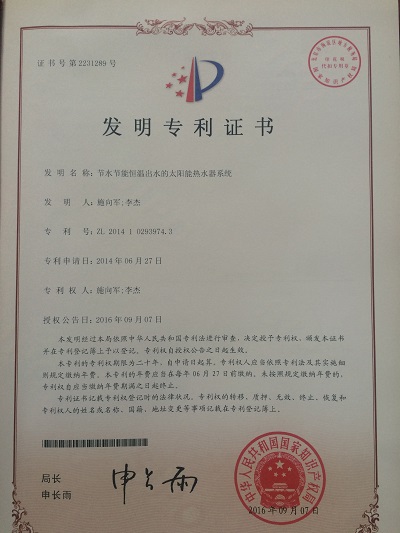 证书号第2231289号
发明专利证书
发明名称：节水节能恒温出水的太阳能热水器系统
发明人：施向军;李杰
专利号：ZL 2014 1 0293974.3
专利申请日：2014年06月27日
专利权人：施向军;李杰
授权公告日：2016年09月07日
本发明经过本局依照中华人民共和国专利法进行审查，决定授予专利权，颁发本证书
并在专利登记簿上予以登记。专利权自授权公告之日起生效。
本专利的专利权期限为二十年，自申请日起算。专利权人应当依照专利法及其实施细
则规定缴纳年费。本专利的年费应当在每年06月27日前缴纳。未按照规定缴纳年费的，
专利权自应当缴纳年费期满之日起终止。
专利证书记载专利权登记时的法律状况。专利权的转移、质押、无效、终止、恢复和
专利权人的姓名或名称、国籍、地址变更等事项记载在专利登记簿上。
局长
申长雨
申长雨
中华人民共和国国家知识产权局
2016年09月07日